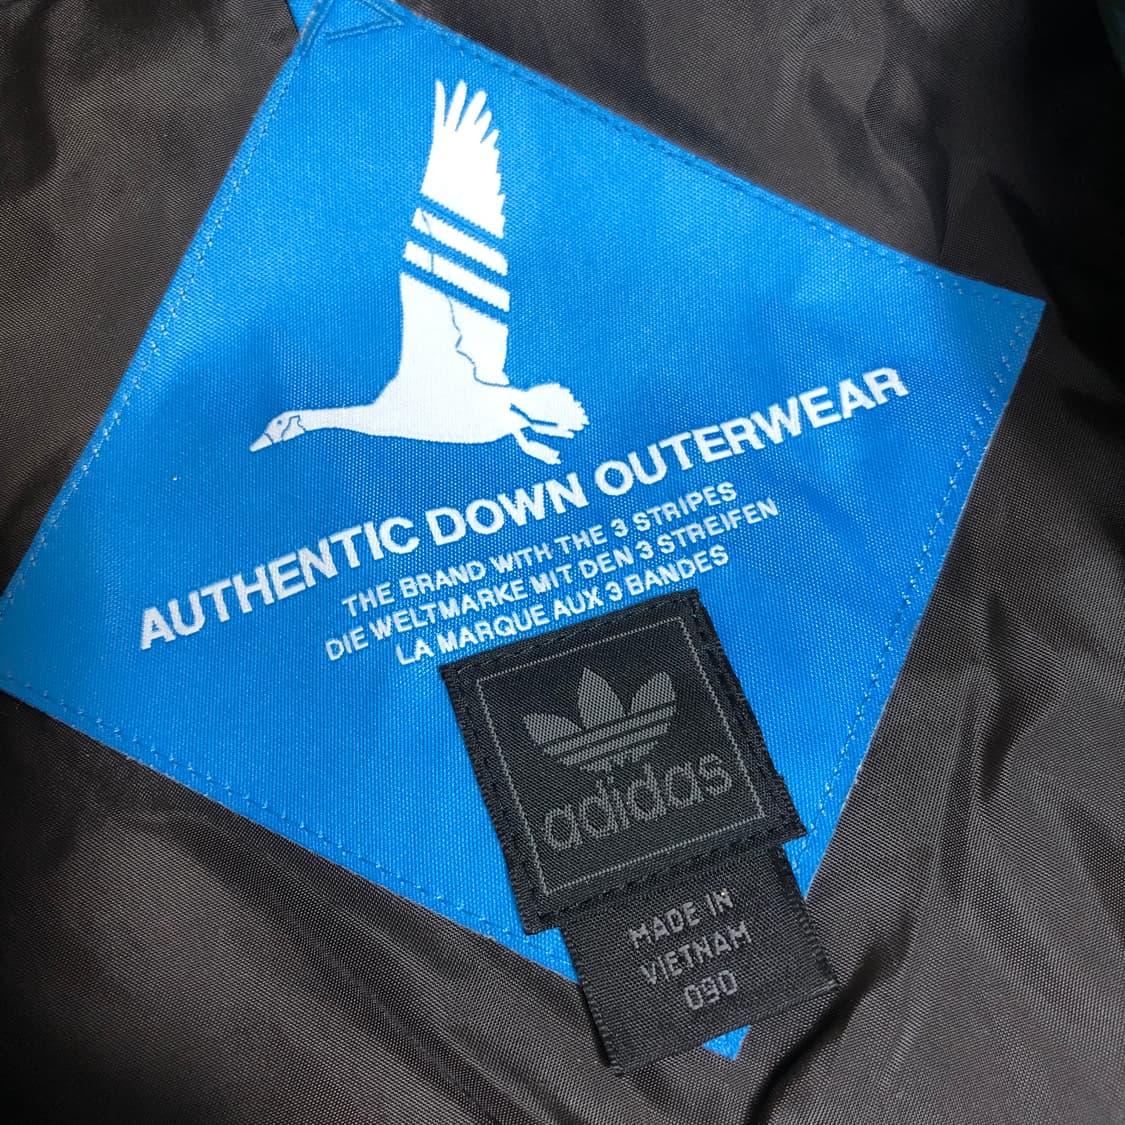 AUTHENTIC DOWN OUTERWEAR
THE BRAND WITH THE 3 STRIPES
DIE WELTMARKE MIT DEN 3 STREIFEN
LA MARQUE AUX 3 BANDES
adidas
MADE IN
VIETNAM
090